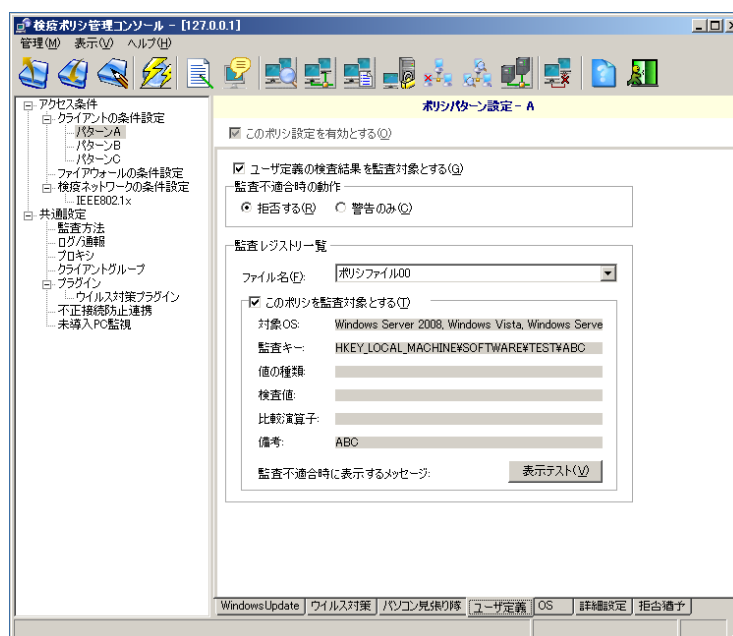 検疫ポリシ管理コンソール - [127.0.0.1]
管理(M) 表示(V) ヘルプ(H)
アクセス条件
クライアントの条件設定
パターンA
パターンB
パターンC
ファイアウォールの条件設定
検疫ネットワークの条件設定
IEEE802.1x
共通設定
監査方法
ログ/通報
プロキシ
クライアントグループ
プラグイン
ウイルス対策プラグイン
不正接続防止連携
未導入PC監視
ポリシパターン設定 - A
このポリシ設定を有効とする(O)
ユーザ定義の検査結果を監査対象とする(G)
監査不適合時の動作
拒否する(R) 警告のみ(C)
監査レジストリ一覧
ファイル名(F): ポリシファイル00
このポリシを監査対象とする(T)
対象OS: Windows Server 2008, Windows Vista, Windows Serve
監査キー: HKEY_LOCAL_MACHINE¥SOFTWARE¥TEST¥ABC
値の種類:
検査値:
比較演算子:
備考: ABC
監査不適合時に表示するメッセージ: 表示テスト(V)
Windows Update ウイルス対策 パソコン見張り隊 ユーザ定義 OS 詳細設定 拒否猶予